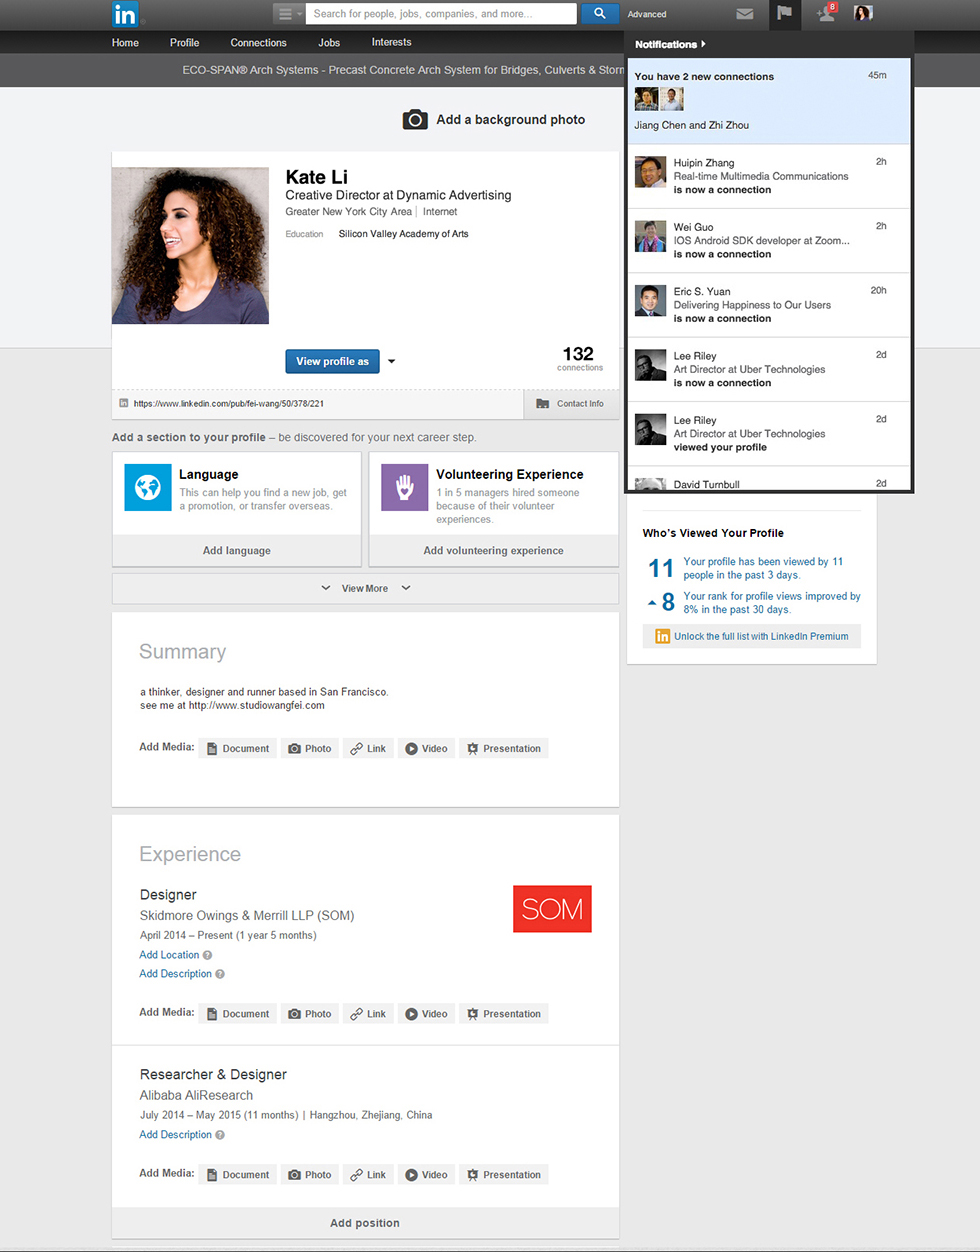 in
Search for people, jobs, companies, and more...
Advanced
8
Home Profile Connections Jobs Interests
ECO-SPAN® Arch Systems - Precast Concrete Arch System for Bridges, Culverts & Storm
Add a background photo
Kate Li
Creative Director at Dynamic Advertising
Greater New York City Area | Internet
Education Silicon Valley Academy of Arts
View profile as
132
connections
in https://www.linkedin.com/pub/fei-wang/50/378/221
Contact Info
Add a section to your profile – be discovered for your next career step.
Language
This can help you find a new job, get
a promotion, or transfer overseas.
Add language
Volunteering Experience
1 in 5 managers hired someone
because of their volunteer
experiences.
Add volunteering experience
View More
Summary
a thinker, designer and runner based in San Francisco.
see me at http://www.studiowangfei.com
Add Media: Document Photo Link Video Presentation
Experience
Designer
Skidmore Owings & Merrill LLP (SOM)
April 2014 – Present (1 year 5 months)
Add Location ?
Add Description ?
SOM
Add Media: Document Photo Link Video Presentation
Researcher & Designer
Alibaba AliResearch
July 2014 – May 2015 (11 months) | Hangzhou, Zhejiang, China
Add Description ?
Add Media: Document Photo Link Video Presentation
Add position
Notifications
You have 2 new connections 45m
Jiang Chen and Zhi Zhou
Huipin Zhang 2h
Real-time Multimedia Communications
is now a connection
Wei Guo 2h
IOS Android SDK developer at Zoom...
is now a connection
Eric S. Yuan 20h
Delivering Happiness to Our Users
is now a connection
Lee Riley 2d
Art Director at Uber Technologies
is now a connection
Lee Riley 2d
Art Director at Uber Technologies
viewed your profile
David Turnbull 2d
Who's Viewed Your Profile
11 Your profile has been viewed by 11
people in the past 3 days.
8 Your rank for profile views improved by
8% in the past 30 days.
in Unlock the full list with LinkedIn Premium